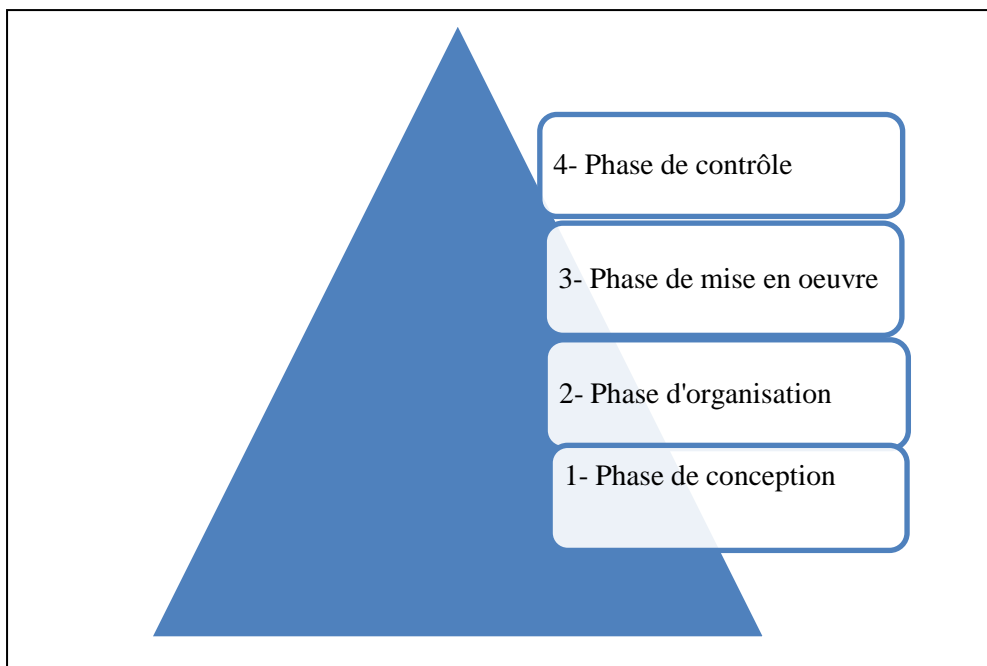 4- Phase de contrôle
3- Phase de mise en oeuvre
2- Phase d'organisation
1- Phase de conception